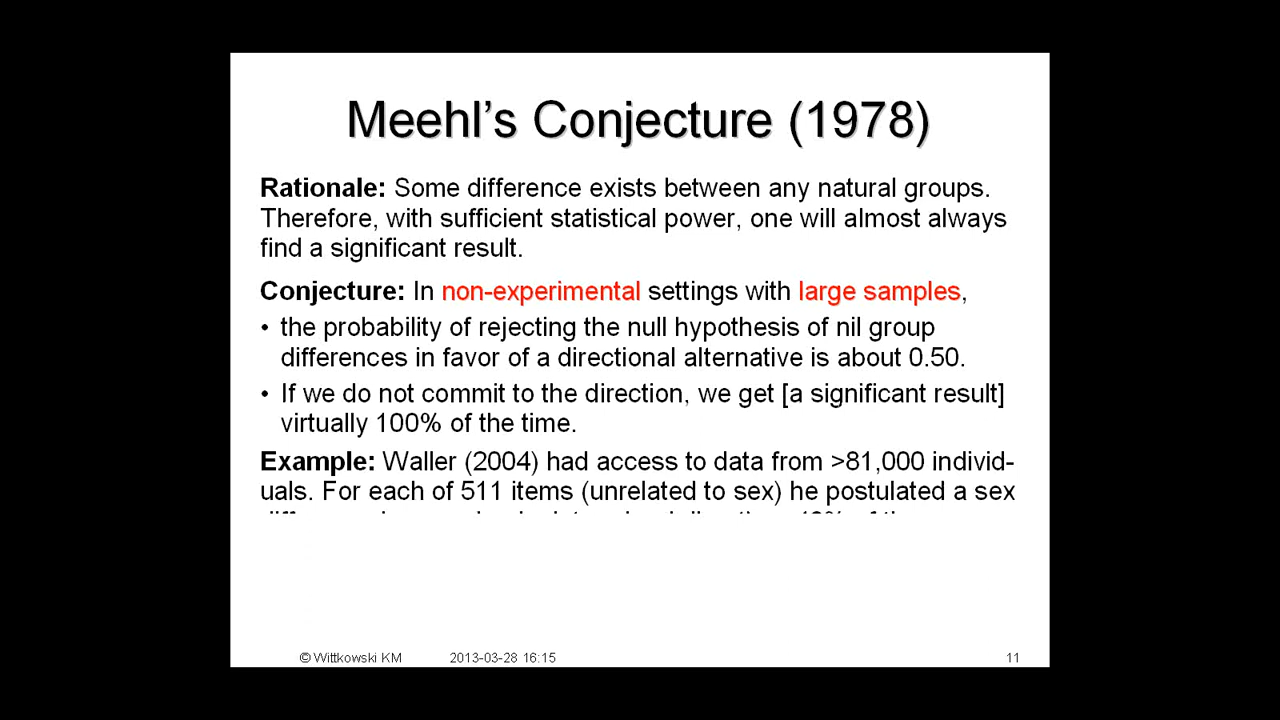 Meehl’s Conjecture (1978)
Rationale: Some difference exists between any natural groups.
Therefore, with sufficient statistical power, one will almost always
find a significant result.
Conjecture: In non-experimental settings with large samples,
• the probability of rejecting the null hypothesis of nil group
differences in favor of a directional alternative is about 0.50.
• If we do not commit to the direction, we get [a significant result]
virtually 100% of the time.
Example: Waller (2004) had access to data from >81,000 individ-
uals. For each of 511 items (unrelated to sex) he postulated a sex
© Wittkowski KM 2013-03-28 16:15 11